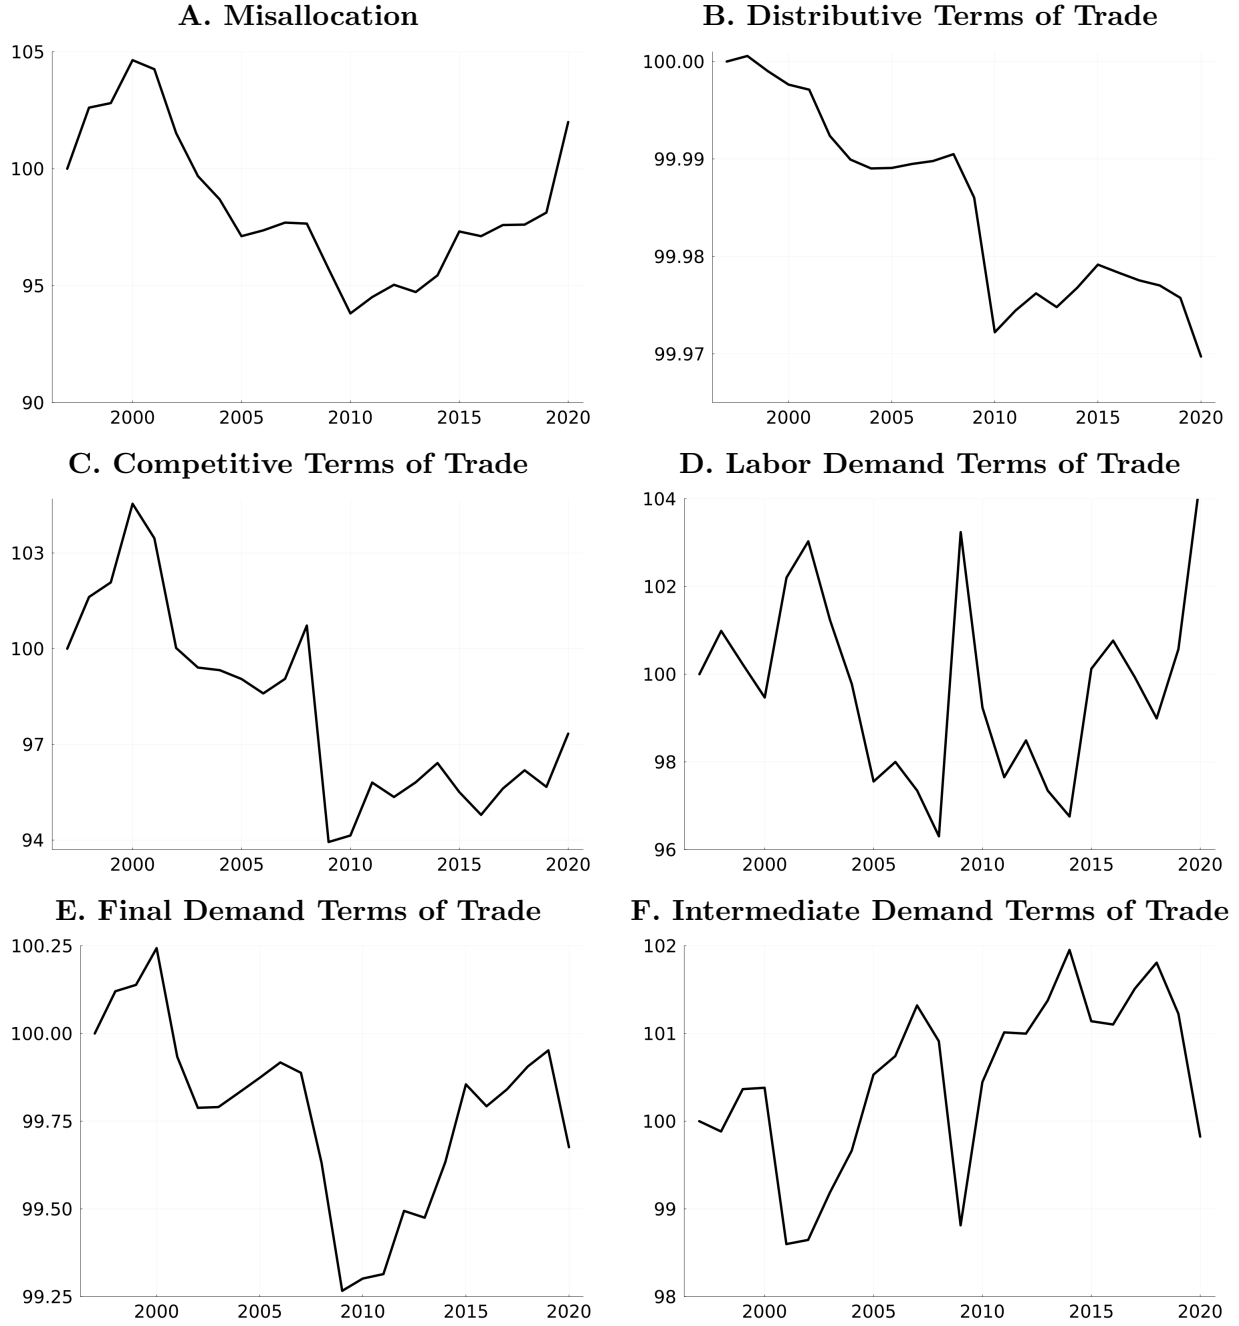 A. Misallocation
105
100
95
90
2000 2005 2010 2015 2020
B. Distributive Terms of Trade
100.00
99.99
99.98
99.97
2000 2005 2010 2015 2020
C. Competitive Terms of Trade
103
100
97
94
2000 2005 2010 2015 2020
D. Labor Demand Terms of Trade
104
102
100
98
96
2000 2005 2010 2015 2020
E. Final Demand Terms of Trade
100.25
100.00
99.75
99.50
99.25
2000 2005 2010 2015 2020
F. Intermediate Demand Terms of Trade
102
101
100
99
98
2000 2005 2010 2015 2020